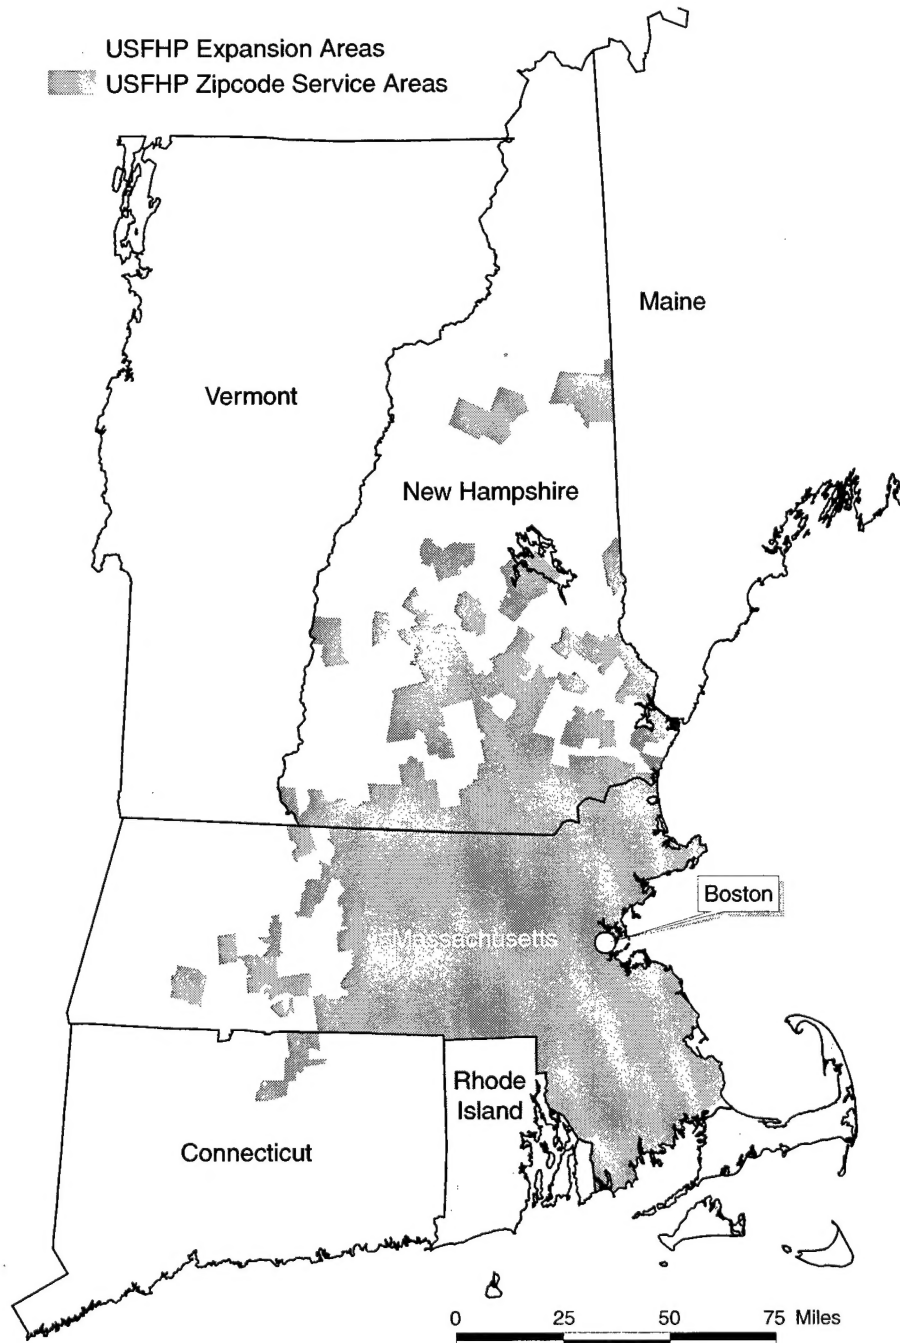 USFHP Expansion Areas
USFHP Zipcode Service Areas
Maine
Vermont
New Hampshire
Boston
Massachusetts
Rhode
Island
Connecticut
0 25 50 75 Miles